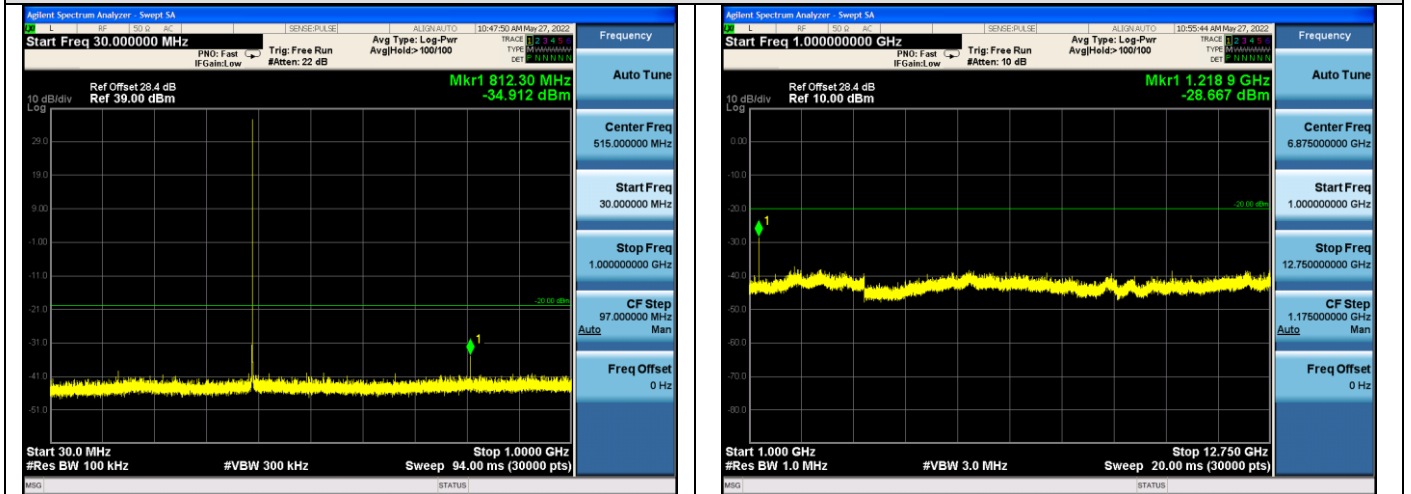 Agilent Spectrum Analyzer - Swept SA
L RF 50 Ω AC SENSE:PULSE ALIGNAUTO 10:47:50 AM May 27, 2022
Start Freq 30.000000 MHz
PNO: Fast
IFGain:Low
Trig: Free Run
#Atten: 22 dB
Avg Type: Log-Pwr
Avg|Hold:> 100/100
TRACE 1 2 3 4 5 6
TYPE
DET P N N N N N
Ref Offset 28.4 dB
10 dB/div Ref 39.00 dBm
Log
Mkr1 812.30 MHz
-34.912 dBm
29.0
19.0
9.00
-1.00
-11.0
-20.00 dBm
-21.0
-31.0
1
-41.0
-51.0
Start 30.0 MHz
Stop 1.0000 GHz
#Res BW 100 kHz
#VBW 300 kHz
Sweep 94.00 ms (30000 pts)
MSG
STATUS
Frequency
Auto Tune
Center Freq
515.000000 MHz
Start Freq
30.000000 MHz
Stop Freq
1.000000000 GHz
CF Step
97.000000 MHz
Auto Man
Freq Offset
0 Hz
Agilent Spectrum Analyzer - Swept SA
L RF 50 Ω AC SENSE:PULSE ALIGNAUTO 10:55:44 AM May 27, 2022
Start Freq 1.000000000 GHz
PNO: Fast
IFGain:Low
Trig: Free Run
#Atten: 10 dB
Avg Type: Log-Pwr
Avg|Hold:> 100/100
TRACE 1 2 3 4 5 6
TYPE
DET P N N N N N
Ref Offset 28.4 dB
10 dB/div Ref 10.00 dBm
Log
Mkr1 1.218 9 GHz
-28.667 dBm
0.00
-10.0
-20.0
-20.00 dBm
1
-30.0
-40.0
-50.0
-60.0
-70.0
-80.0
Start 1.000 GHz
Stop 12.750 GHz
#Res BW 1.0 MHz
#VBW 3.0 MHz
Sweep 20.00 ms (30000 pts)
MSG
STATUS
Frequency
Auto Tune
Center Freq
6.875000000 GHz
Start Freq
1.000000000 GHz
Stop Freq
12.750000000 GHz
CF Step
1.175000000 GHz
Auto Man
Freq Offset
0 Hz